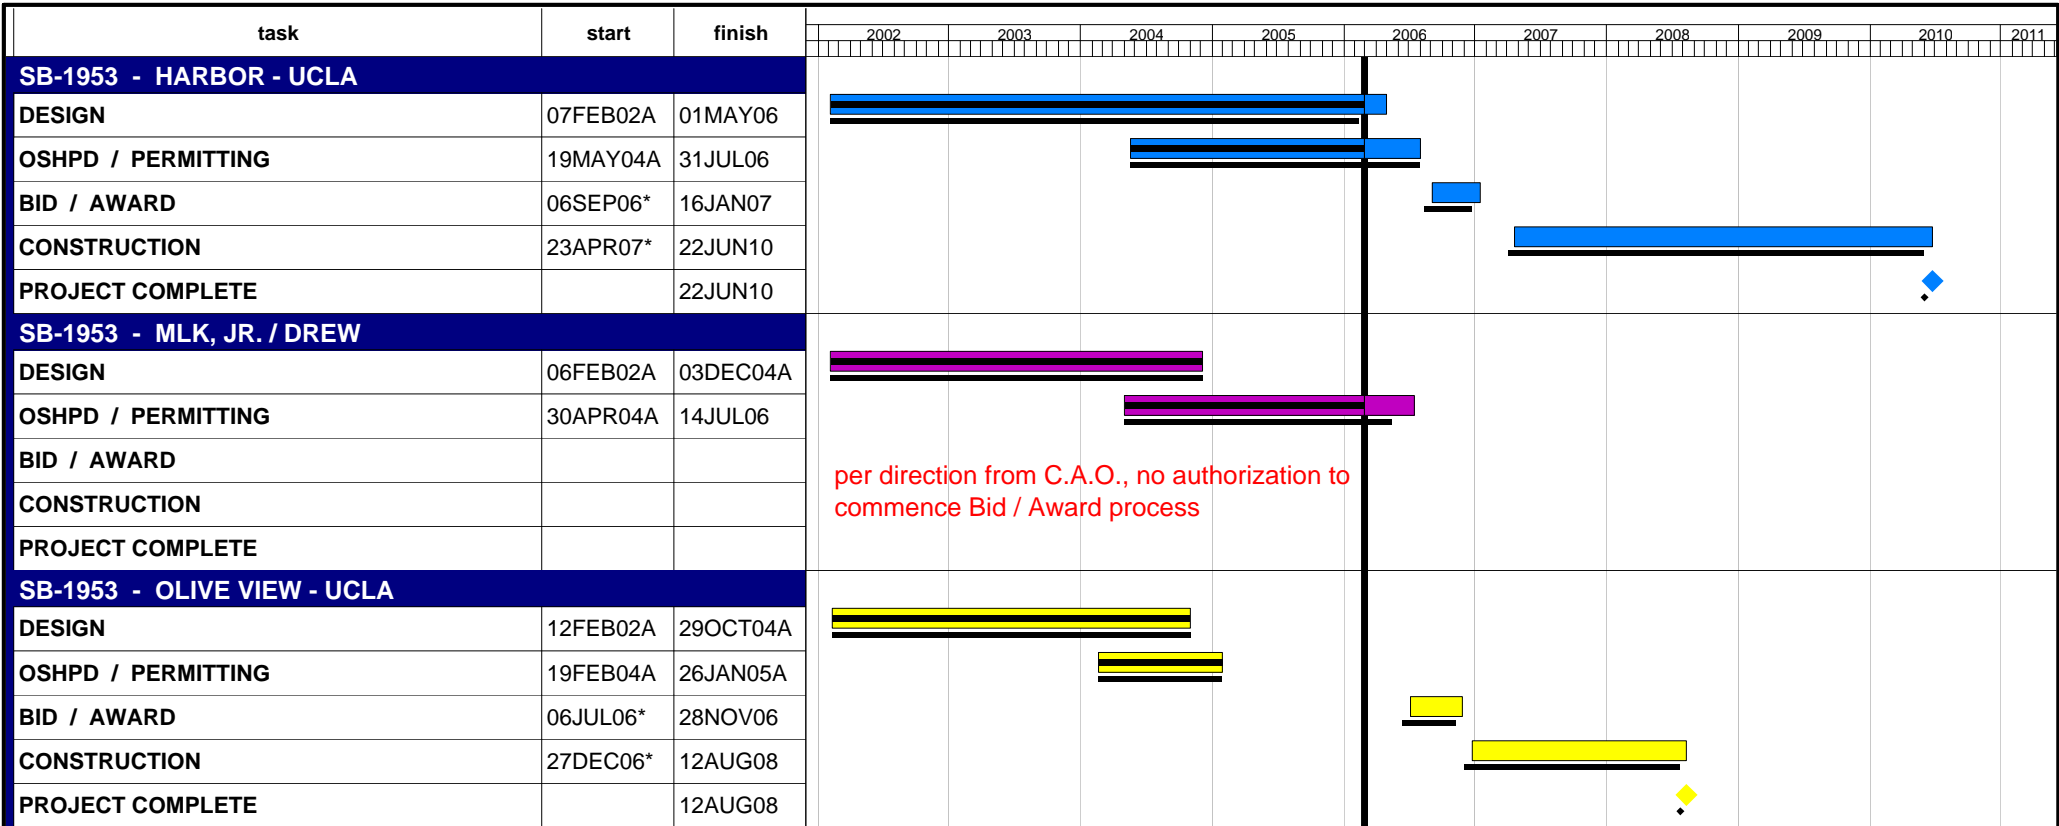 task start finish 2002 2003 2004 2005 2006 2007 2008 2009 2010 2011
SB-1953 - HARBOR - UCLA
DESIGN 07FEB02A 01MAY06
OSHPD / PERMITTING 19MAY04A 31JUL06
BID / AWARD 06SEP06* 16JAN07
CONSTRUCTION 23APR07* 22JUN10
PROJECT COMPLETE 22JUN10
SB-1953 - MLK, JR. / DREW
DESIGN 06FEB02A 03DEC04A
OSHPD / PERMITTING 30APR04A 14JUL06
BID / AWARD
CONSTRUCTION
PROJECT COMPLETE
per direction from C.A.O., no authorization to
commence Bid / Award process
SB-1953 - OLIVE VIEW - UCLA
DESIGN 12FEB02A 29OCT04A
OSHPD / PERMITTING 19FEB04A 26JAN05A
BID / AWARD 06JUL06* 28NOV06
CONSTRUCTION 27DEC06* 12AUG08
PROJECT COMPLETE 12AUG08